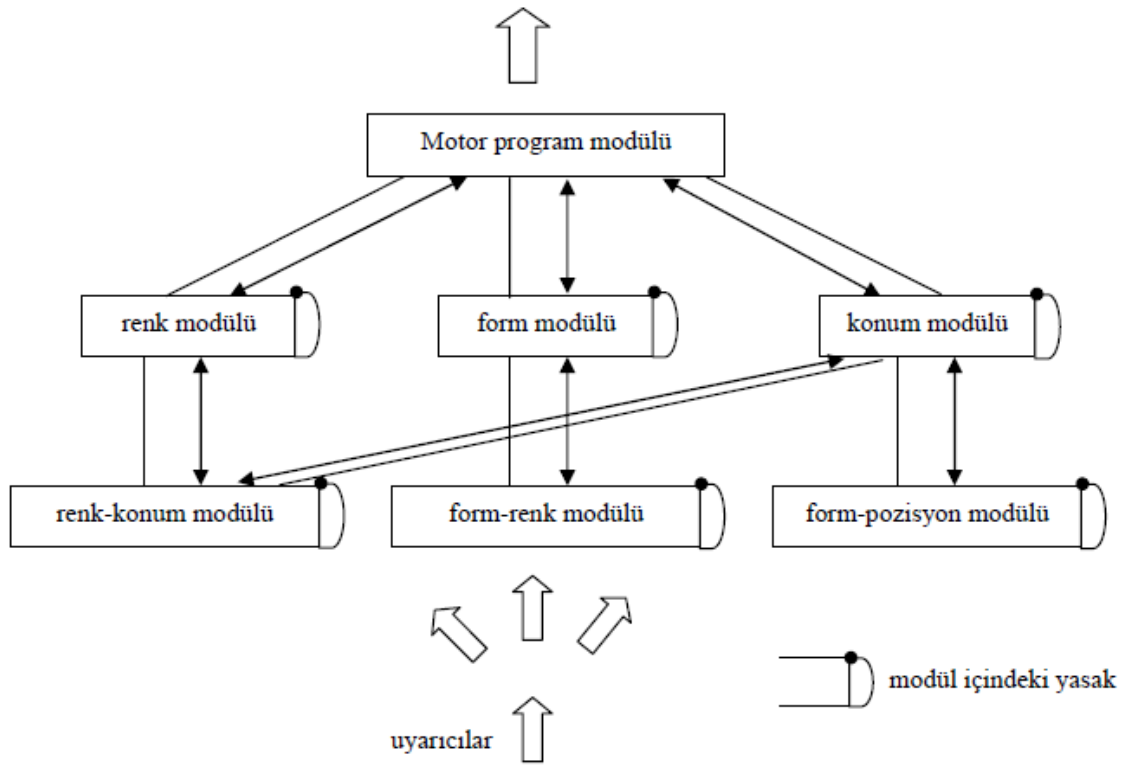 Motor program modülü
renk modülü
form modülü
konum modülü
renk-konum modülü
form-renk modülü
form-pozisyon modülü
modül içindeki yasak
uyarıcılar